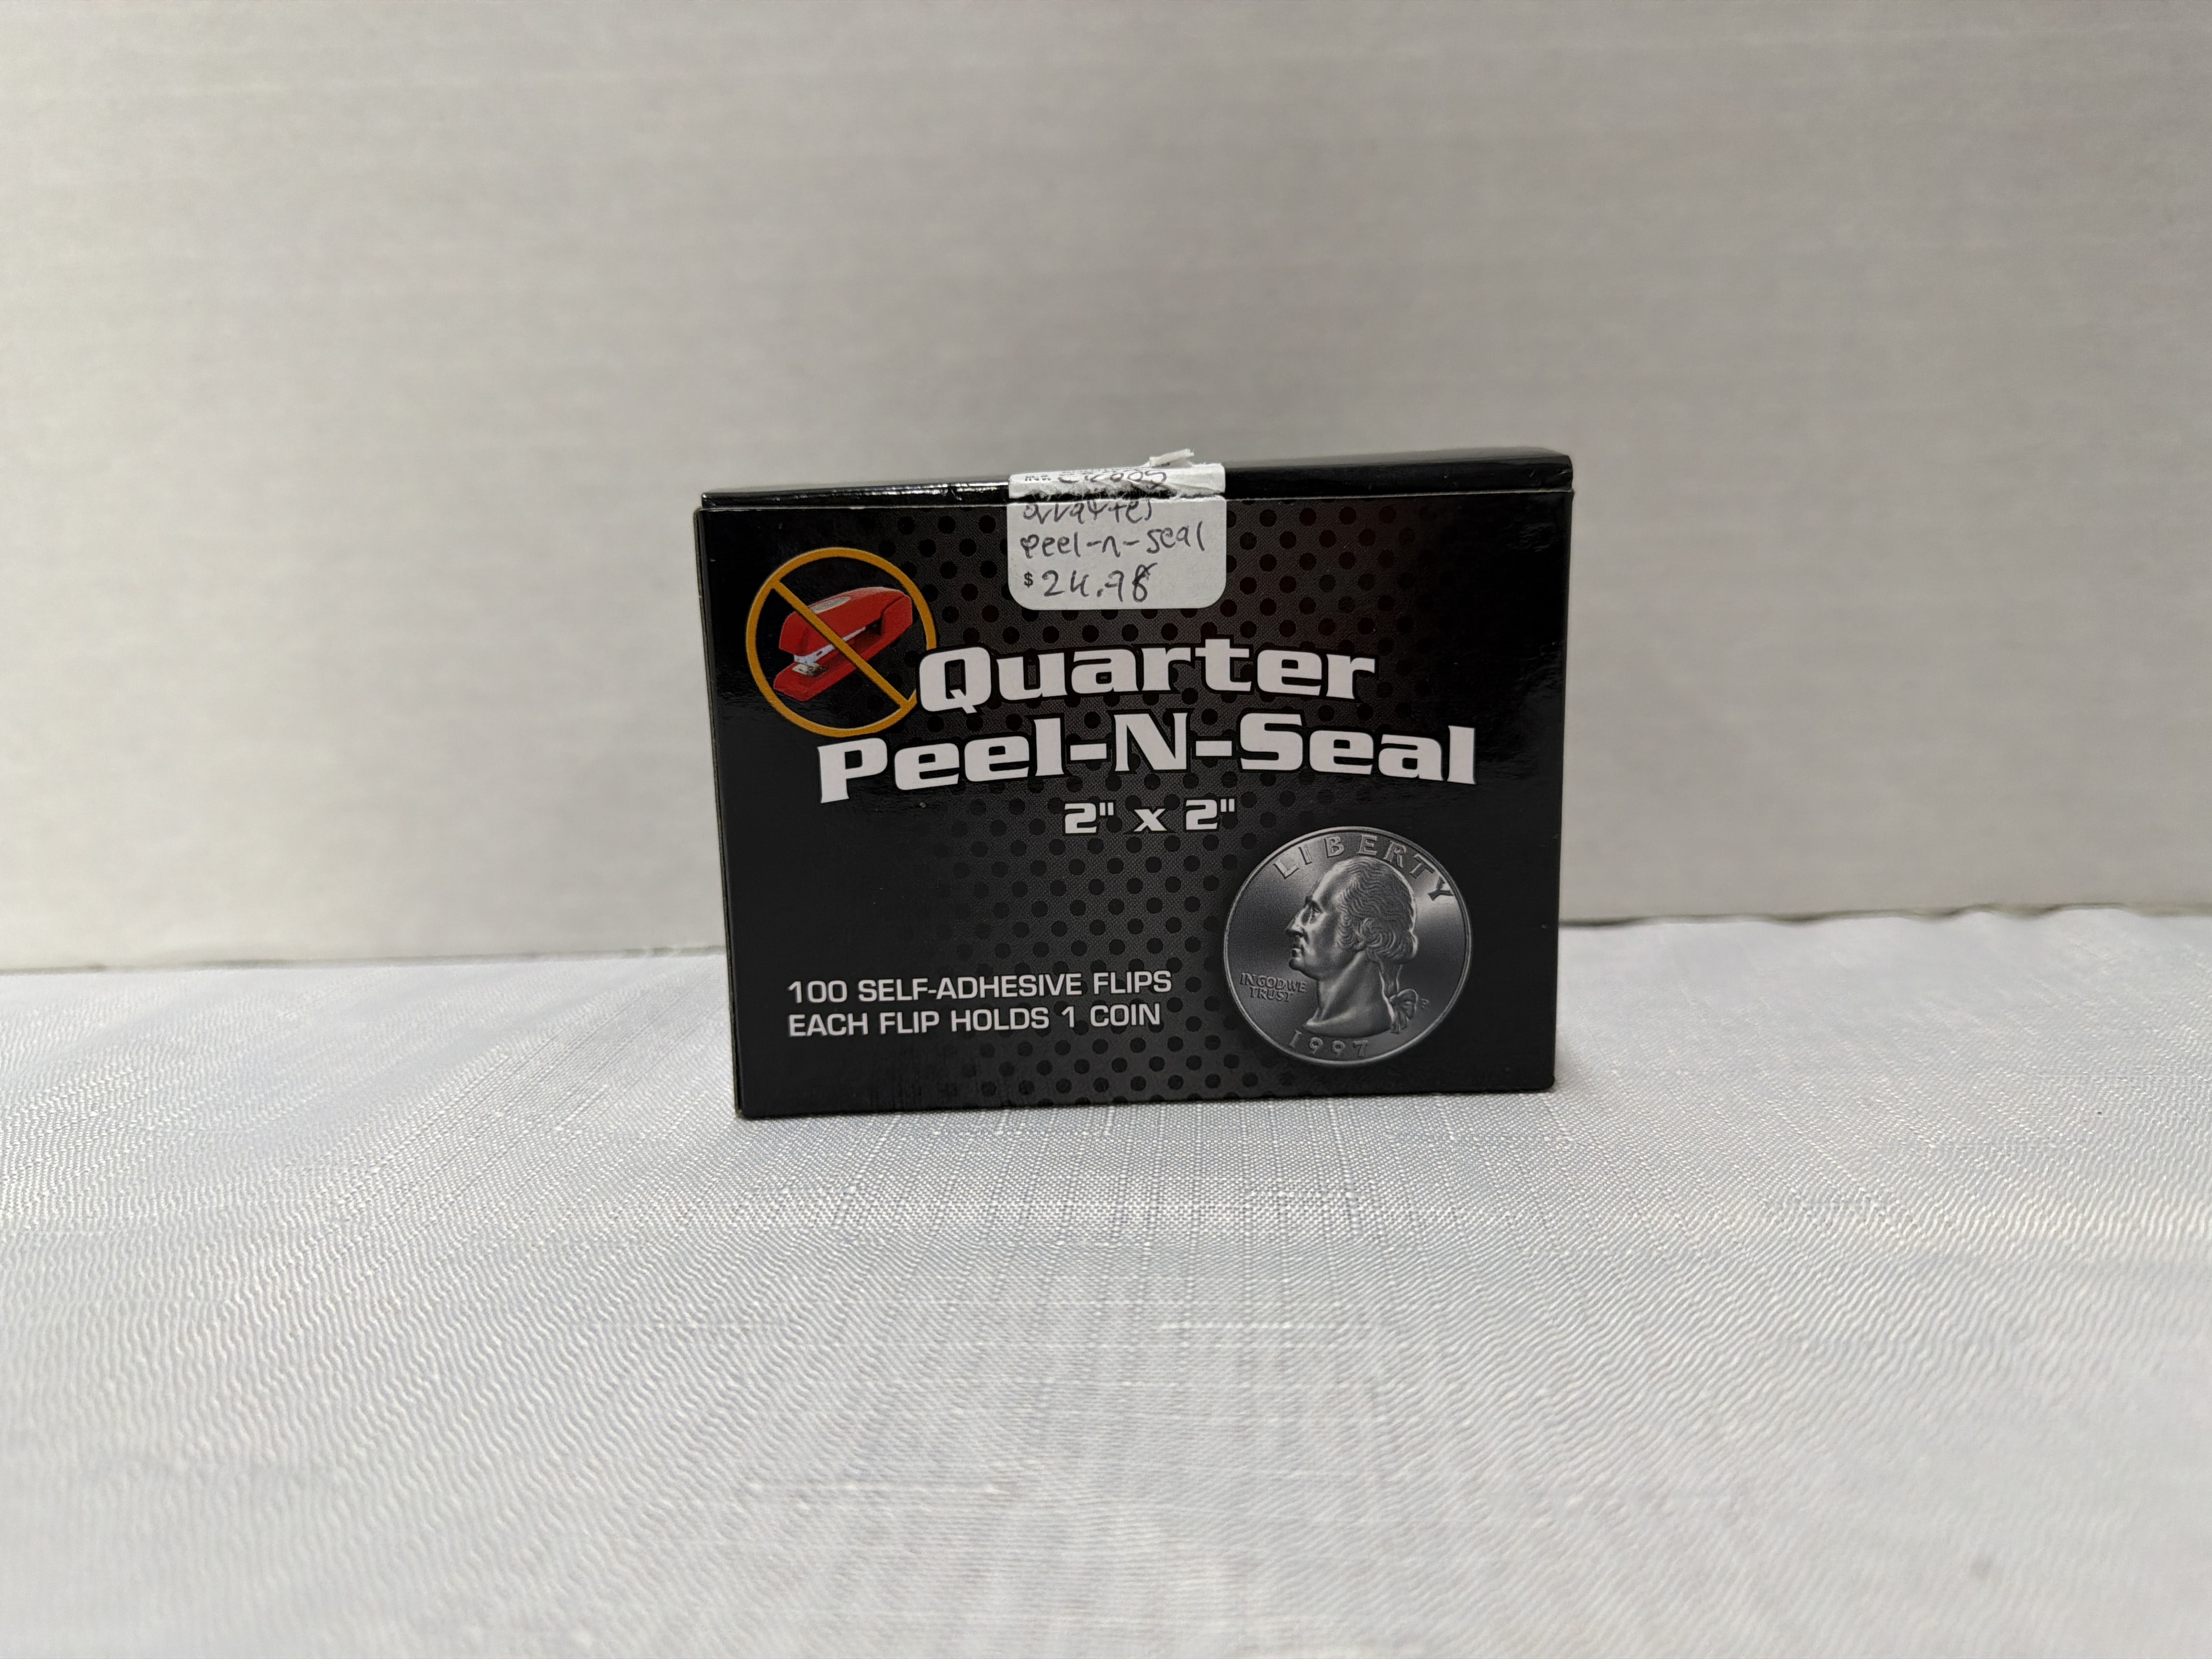 peel-n-seal
$24.98
Quarter
Peel-N-Seal
2" x 2"
100 SELF-ADHESIVE FLIPS
EACH FLIP HOLDS 1 COIN
LIBERTY
IN GOD WE
TRUST
1997